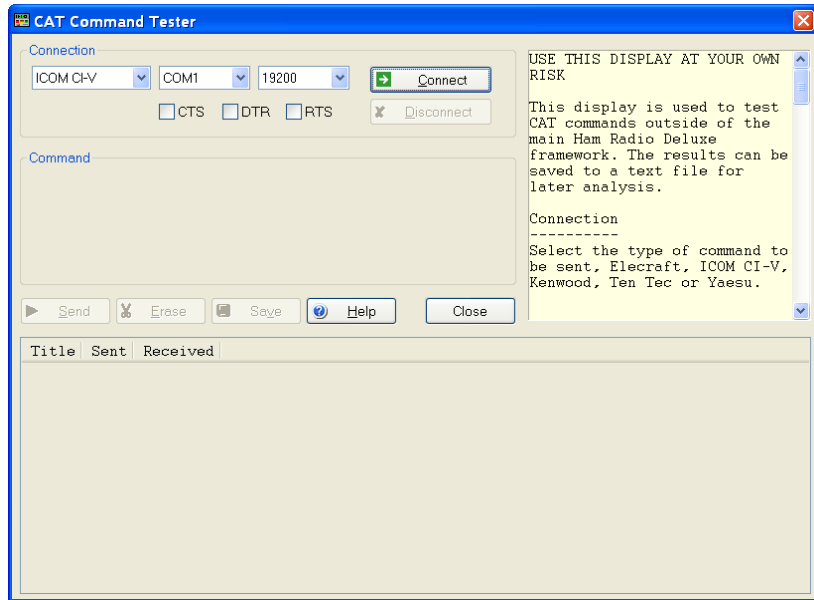 CAT Command Tester
Connection
ICOM CI-V COM1 19200 Connect
CTS DTR RTS Disconnect
Command
Send Erase Save Help Close
USE THIS DISPLAY AT YOUR OWN
RISK
This display is used to test
CAT commands outside of the
main Ham Radio Deluxe
framework. The results can be
saved to a text file for
later analysis.
Connection
----------
Select the type of command to
be sent, Elecraft, ICOM CI-V,
Kenwood, Ten Tec or Yaesu.
Title Sent Received